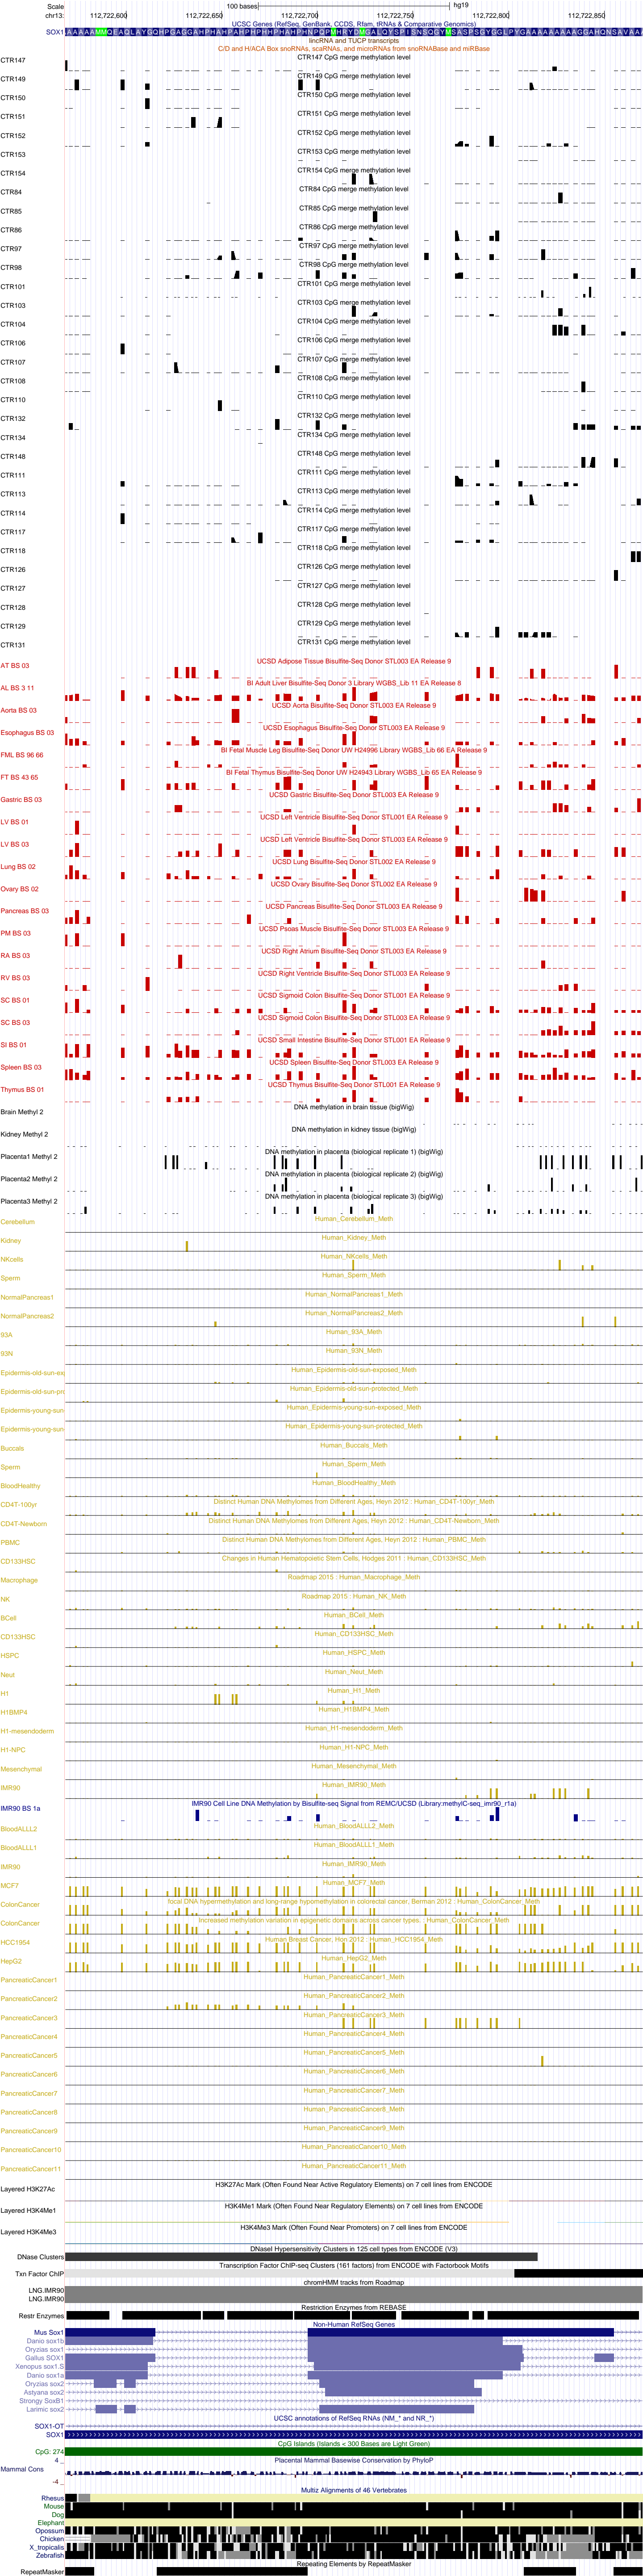 Scale 100 bases hg19
chr13: 112,722,600 112,722,650 112,722,700 112,722,750 112,722,800 112,722,850
UCSC Genes (RefSeq, GenBank, CCDS, Rfam, tRNAs & Comparative Genomics)
SOX1
lincRNA and TUCP transcripts
C/D and H/ACA Box snoRNAs, scaRNAs, and microRNAs from snoRNABase and miRBase
CTR147 CTR147 CpG merge methylation level
CTR149 CTR149 CpG merge methylation level
CTR150 CTR150 CpG merge methylation level
CTR151 CTR151 CpG merge methylation level
CTR152 CTR152 CpG merge methylation level
CTR153 CTR153 CpG merge methylation level
CTR154 CTR154 CpG merge methylation level
CTR84 CTR84 CpG merge methylation level
CTR85 CTR85 CpG merge methylation level
CTR86 CTR86 CpG merge methylation level
CTR97 CTR97 CpG merge methylation level
CTR98 CTR98 CpG merge methylation level
CTR101 CTR101 CpG merge methylation level
CTR103 CTR103 CpG merge methylation level
CTR104 CTR104 CpG merge methylation level
CTR106 CTR106 CpG merge methylation level
CTR107 CTR107 CpG merge methylation level
CTR108 CTR108 CpG merge methylation level
CTR110 CTR110 CpG merge methylation level
CTR132 CTR132 CpG merge methylation level
CTR134 CTR134 CpG merge methylation level
CTR148 CTR148 CpG merge methylation level
CTR111 CTR111 CpG merge methylation level
CTR113 CTR113 CpG merge methylation level
CTR114 CTR114 CpG merge methylation level
CTR117 CTR117 CpG merge methylation level
CTR118 CTR118 CpG merge methylation level
CTR126 CTR126 CpG merge methylation level
CTR127 CTR127 CpG merge methylation level
CTR128 CTR128 CpG merge methylation level
CTR129 CTR129 CpG merge methylation level
CTR131 CTR131 CpG merge methylation level
AT BS 03 UCSD Adipose Tissue Bisulfite-Seq Donor STL003 EA Release 9
AL BS 3 11 BI Adult Liver Bisulfite-Seq Donor 3 Library WGBS_Lib 11 EA Release 8
Aorta BS 03 UCSD Aorta Bisulfite-Seq Donor STL003 EA Release 9
Esophagus BS 03 UCSD Esophagus Bisulfite-Seq Donor STL003 EA Release 9
FML BS 96 66 BI Fetal Muscle Leg Bisulfite-Seq Donor UW H24996 Library WGBS_Lib 66 EA Release 9
FT BS 43 65 BI Fetal Thymus Bisulfite-Seq Donor UW H24943 Library WGBS_Lib 65 EA Release 9
Gastric BS 03 UCSD Gastric Bisulfite-Seq Donor STL003 EA Release 9
LV BS 01 UCSD Left Ventricle Bisulfite-Seq Donor STL001 EA Release 9
LV BS 03 UCSD Left Ventricle Bisulfite-Seq Donor STL003 EA Release 9
Lung BS 02 UCSD Lung Bisulfite-Seq Donor STL002 EA Release 9
Ovary BS 02 UCSD Ovary Bisulfite-Seq Donor STL002 EA Release 9
Pancreas BS 03 UCSD Pancreas Bisulfite-Seq Donor STL003 EA Release 9
PM BS 03 UCSD Psoas Muscle Bisulfite-Seq Donor STL003 EA Release 9
RA BS 03 UCSD Right Atrium Bisulfite-Seq Donor STL003 EA Release 9
RV BS 03 UCSD Right Ventricle Bisulfite-Seq Donor STL003 EA Release 9
SC BS 01 UCSD Sigmoid Colon Bisulfite-Seq Donor STL001 EA Release 9
SC BS 03 UCSD Sigmoid Colon Bisulfite-Seq Donor STL003 EA Release 9
SI BS 01 UCSD Small Intestine Bisulfite-Seq Donor STL001 EA Release 9
Spleen BS 03 UCSD Spleen Bisulfite-Seq Donor STL003 EA Release 9
Thymus BS 01 UCSD Thymus Bisulfite-Seq Donor STL001 EA Release 9
Brain Methyl 2 DNA methylation in brain tissue (bigWig)
Kidney Methyl 2 DNA methylation in kidney tissue (bigWig)
Placenta1 Methyl 2 DNA methylation in placenta (biological replicate 1) (bigWig)
Placenta2 Methyl 2 DNA methylation in placenta (biological replicate 2) (bigWig)
Placenta3 Methyl 2 DNA methylation in placenta (biological replicate 3) (bigWig)
Cerebellum Human_Cerebellum_Meth
Kidney Human_Kidney_Meth
NKcells Human_NKcells_Meth
Sperm Human_Sperm_Meth
NormalPancreas1 Human_NormalPancreas1_Meth
NormalPancreas2 Human_NormalPancreas2_Meth
93A Human_93A_Meth
93N Human_93N_Meth
Epidermis-old-sun-ex Human_Epidermis-old-sun-exposed_Meth
Epidermis-old-sun-pr Human_Epidermis-old-sun-protected_Meth
Epidermis-young-sun Human_Epidermis-young-sun-exposed_Meth
Epidermis-young-sun Human_Epidermis-young-sun-protected_Meth
Buccals Human_Buccals_Meth
Sperm Human_Sperm_Meth
BloodHealthy Human_BloodHealthy_Meth
CD4T-100yr Distinct Human DNA Methylomes from Different Ages, Heyn 2012 : Human_CD4T-100yr_Meth
CD4T-Newborn Distinct Human DNA Methylomes from Different Ages, Heyn 2012 : Human_CD4T-Newborn_Meth
PBMC Distinct Human DNA Methylomes from Different Ages, Heyn 2012 : Human_PBMC_Meth
CD133HSC Changes in Human Hematopoietic Stem Cells, Hodges 2011 : Human_CD133HSC_Meth
Macrophage Roadmap 2015 : Human_Macrophage_Meth
NK Roadmap 2015 : Human_NK_Meth
BCell Human_BCell_Meth
CD133HSC Human_CD133HSC_Meth
HSPC Human_HSPC_Meth
Neut Human_Neut_Meth
H1 Human_H1_Meth
H1BMP4 Human_H1BMP4_Meth
H1-mesendoderm Human_H1-mesendoderm_Meth
H1-NPC Human_H1-NPC_Meth
Mesenchymal Human_Mesenchymal_Meth
IMR90 Human_IMR90_Meth
IMR90 BS 1a IMR90 Cell Line DNA Methylation by Bisulfite-seq Signal from REMC/UCSD (Library:methylC-seq_imr90_r1a)
BloodALLL2 Human_BloodALLL2_Meth
BloodALLL1 Human_BloodALLL1_Meth
IMR90 Human_IMR90_Meth
MCF7 Human_MCF7_Meth
ColonCancer focal DNA hypermethylation and long-range hypomethylation in colorectal cancer, Berman 2012 : Human_ColonCancer_Meth
ColonCancer Increased methylation variation in epigenetic domains across cancer types. : Human_ColonCancer_Meth
HCC1954 Human Breast Cancer, Hon 2012 : Human_HCC1954_Meth
HepG2 Human_HepG2_Meth
PancreaticCancer1 Human_PancreaticCancer1_Meth
PancreaticCancer2 Human_PancreaticCancer2_Meth
PancreaticCancer3 Human_PancreaticCancer3_Meth
PancreaticCancer4 Human_PancreaticCancer4_Meth
PancreaticCancer5 Human_PancreaticCancer5_Meth
PancreaticCancer6 Human_PancreaticCancer6_Meth
PancreaticCancer7 Human_PancreaticCancer7_Meth
PancreaticCancer8 Human_PancreaticCancer8_Meth
PancreaticCancer9 Human_PancreaticCancer9_Meth
PancreaticCancer10 Human_PancreaticCancer10_Meth
PancreaticCancer11 Human_PancreaticCancer11_Meth
Layered H3K27Ac H3K27Ac Mark (Often Found Near Active Regulatory Elements) on 7 cell lines from ENCODE
Layered H3K4Me1 H3K4Me1 Mark (Often Found Near Regulatory Elements) on 7 cell lines from ENCODE
Layered H3K4Me3 H3K4Me3 Mark (Often Found Near Promoters) on 7 cell lines from ENCODE
DNaseI Hypersensitivity Clusters in 125 cell types from ENCODE (V3)
DNase Clusters
Transcription Factor ChIP-seq Clusters (161 factors) from ENCODE with Factorbook Motifs
Txn Factor ChIP
chromHMM tracks from Roadmap
LNG.IMR90
LNG.IMR90
Restriction Enzymes from REBASE
Restr Enzymes
Non-Human RefSeq Genes
Mus Sox1
Danio sox1b
Oryzias sox1
Gallus SOX1
Xenopus sox1.S
Danio sox1a
Oryzias sox2
Astyana sox2
Strongy SoxB1
Larimic sox2
UCSC annotations of RefSeq RNAs (NM_* and NR_*)
SOX1-OT
SOX1
CpG Islands (Islands < 300 Bases are Light Green)
CpG: 274
4 Placental Mammal Basewise Conservation by PhyloP
Mammal Cons
-4
Multiz Alignments of 46 Vertebrates
Rhesus
Mouse
Dog
Elephant
Opossum
Chicken
X_tropicalis
Zebrafish
Repeating Elements by RepeatMasker
RepeatMasker